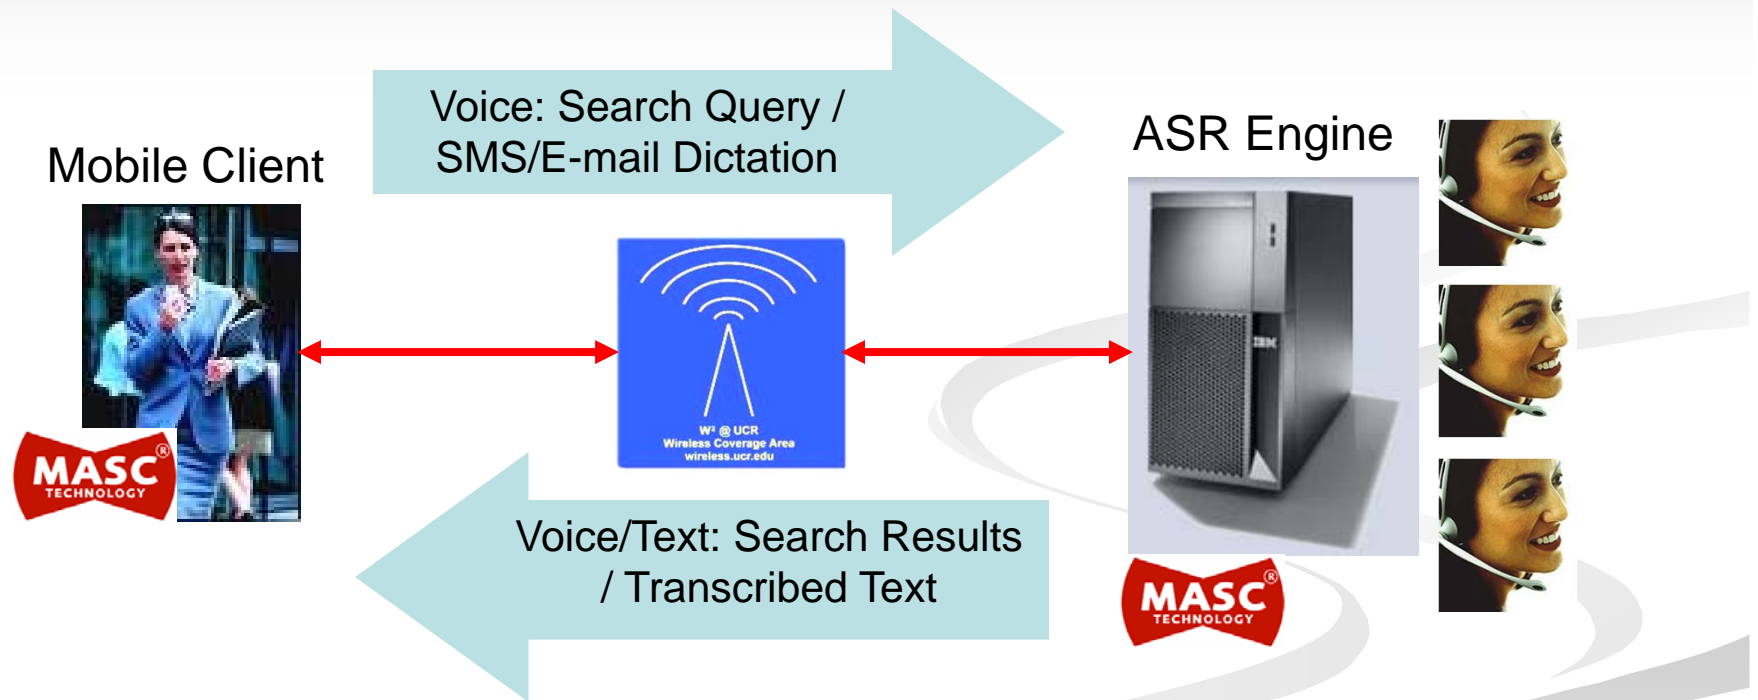 Voice: Search Query /
SMS/E-mail Dictation
Mobile Client
ASR Engine
IBM
W² @ UCR
Wireless Coverage Area
wireless.ucr.edu
MASC®
TECHNOLOGY
Voice/Text: Search Results
/ Transcribed Text
MASC®
TECHNOLOGY